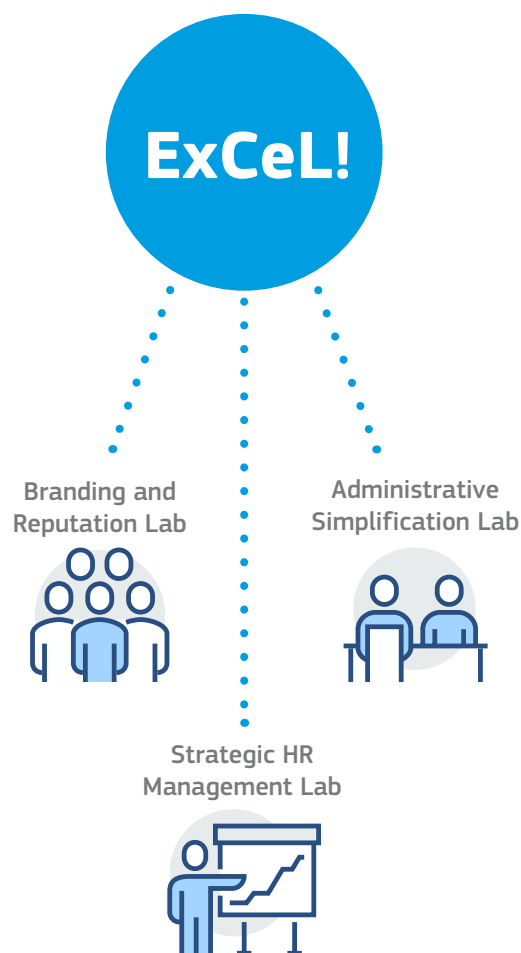 ExCeL!
Branding and
Reputation Lab
Administrative
Simplification Lab
Strategic HR
Management Lab